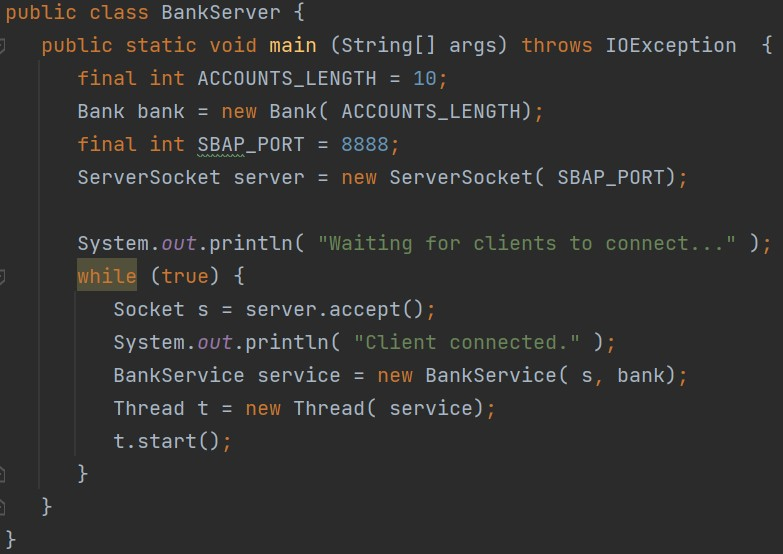 public class BankServer {
   public static void main (String[] args) throws IOException  {
      final int ACCOUNTS_LENGTH = 10;
      Bank bank = new Bank( ACCOUNTS_LENGTH);
      final int SBAP_PORT = 8888;
      ServerSocket server = new ServerSocket( SBAP_PORT);

      System.out.println( "Waiting for clients to connect..." );
      while (true) {
         Socket s = server.accept();
         System.out.println( "Client connected." );
         BankService service = new BankService( s, bank);
         Thread t = new Thread( service);
         t.start();
      }
   }
}